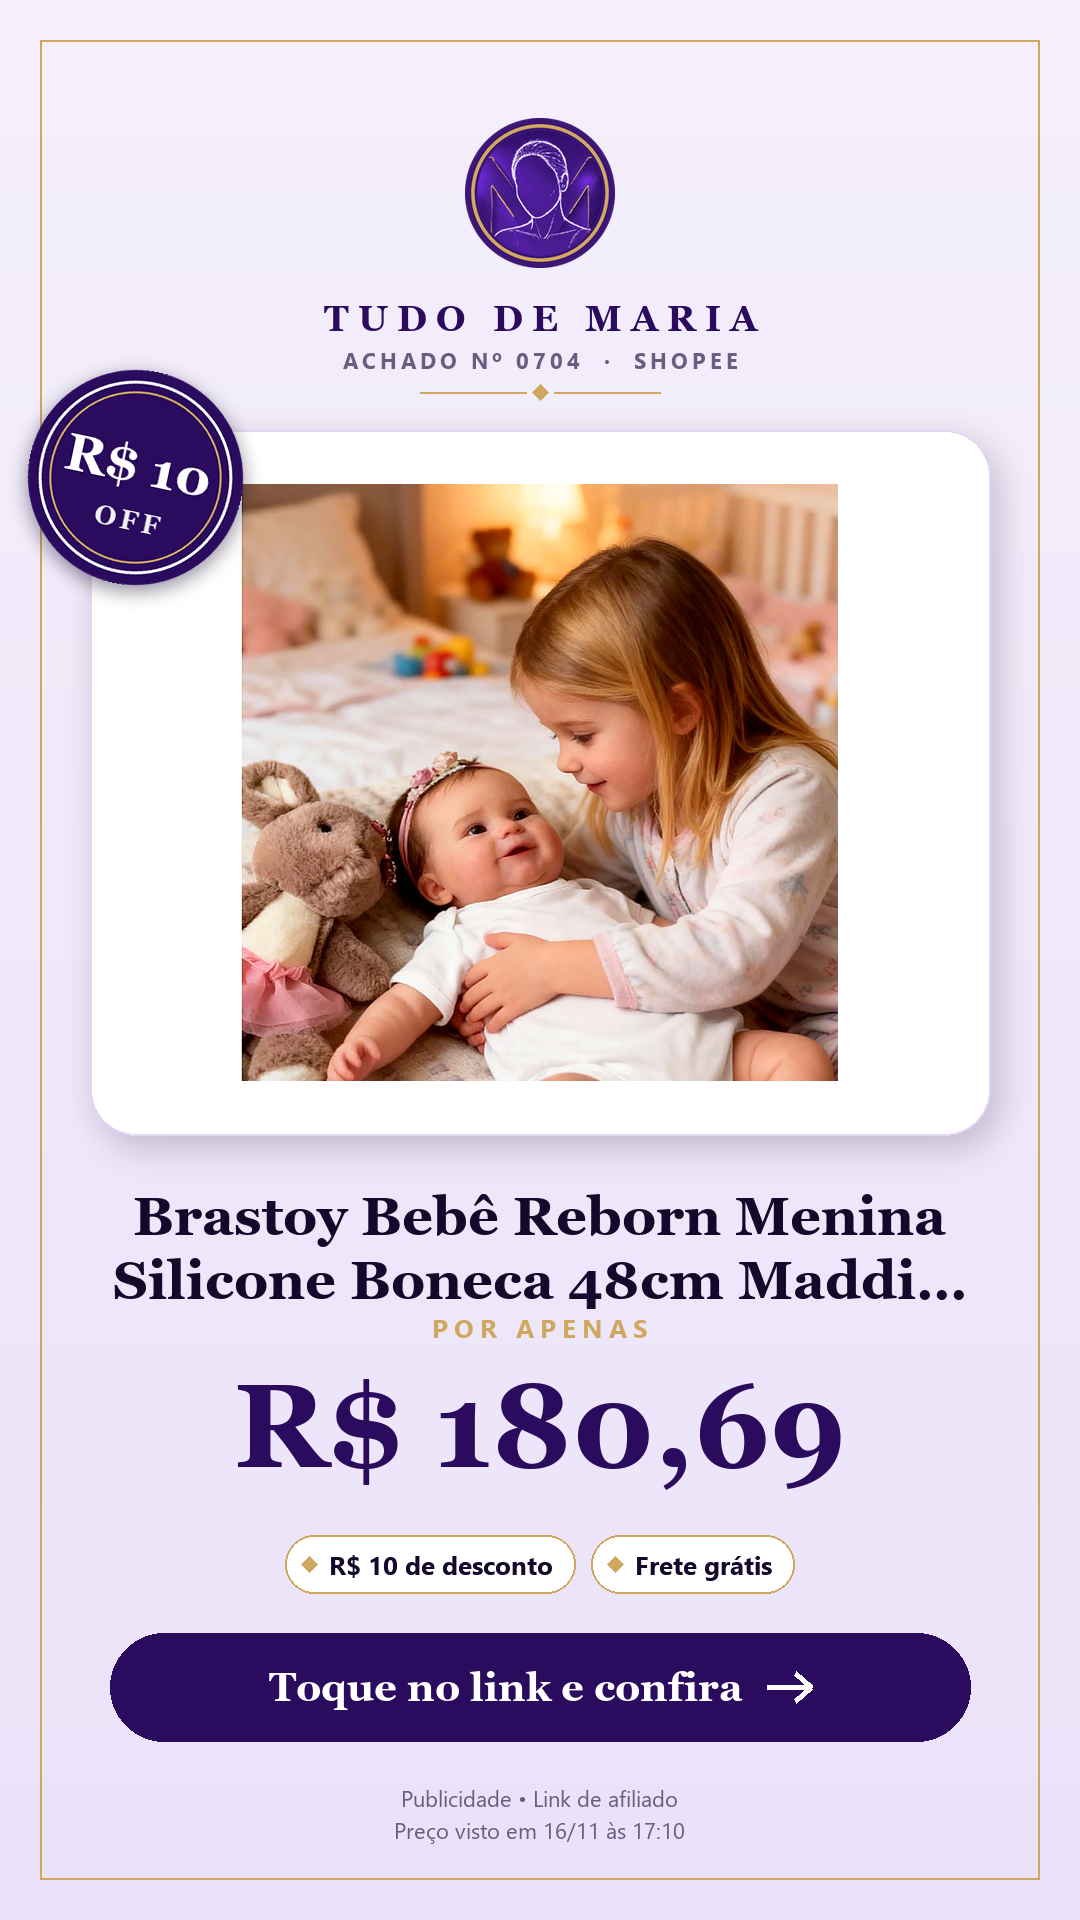 TUDO DE MARIA
ACHADO Nº 0704 · SHOPEE
R$ 10
OFF
Brastoy Bebê Reborn Menina
Silicone Boneca 48cm Maddi...
POR APENAS
R$ 180,69
R$ 10 de desconto
Frete grátis
Toque no link e confira →
Publicidade • Link de afiliado
Preço visto em 16/11 às 17:10